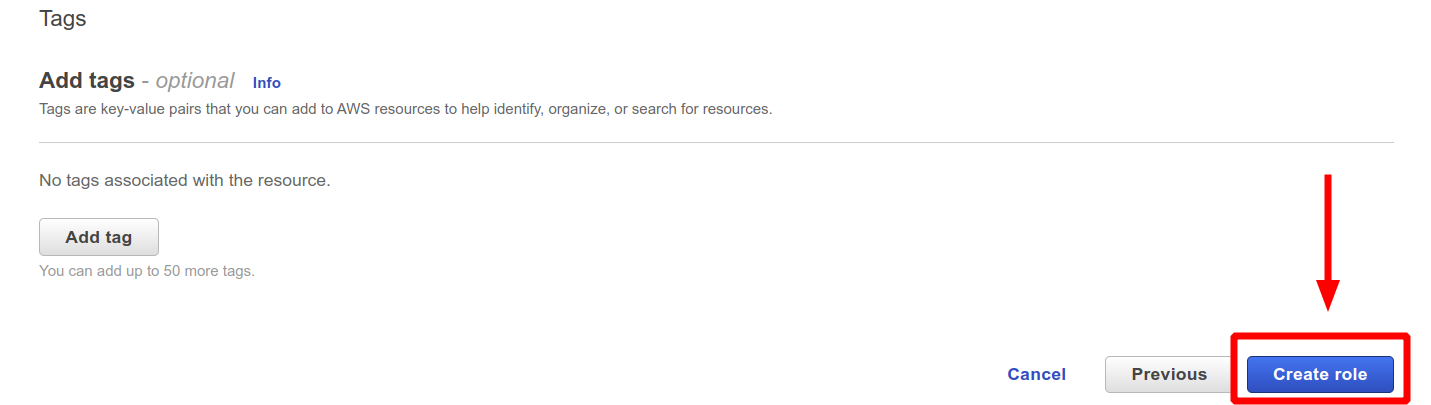 Tags
Add tags - optional Info
Tags are key-value pairs that you can add to AWS resources to help identify, organize, or search for resources.
No tags associated with the resource.
Add tag
You can add up to 50 more tags.
Cancel Previous Create role